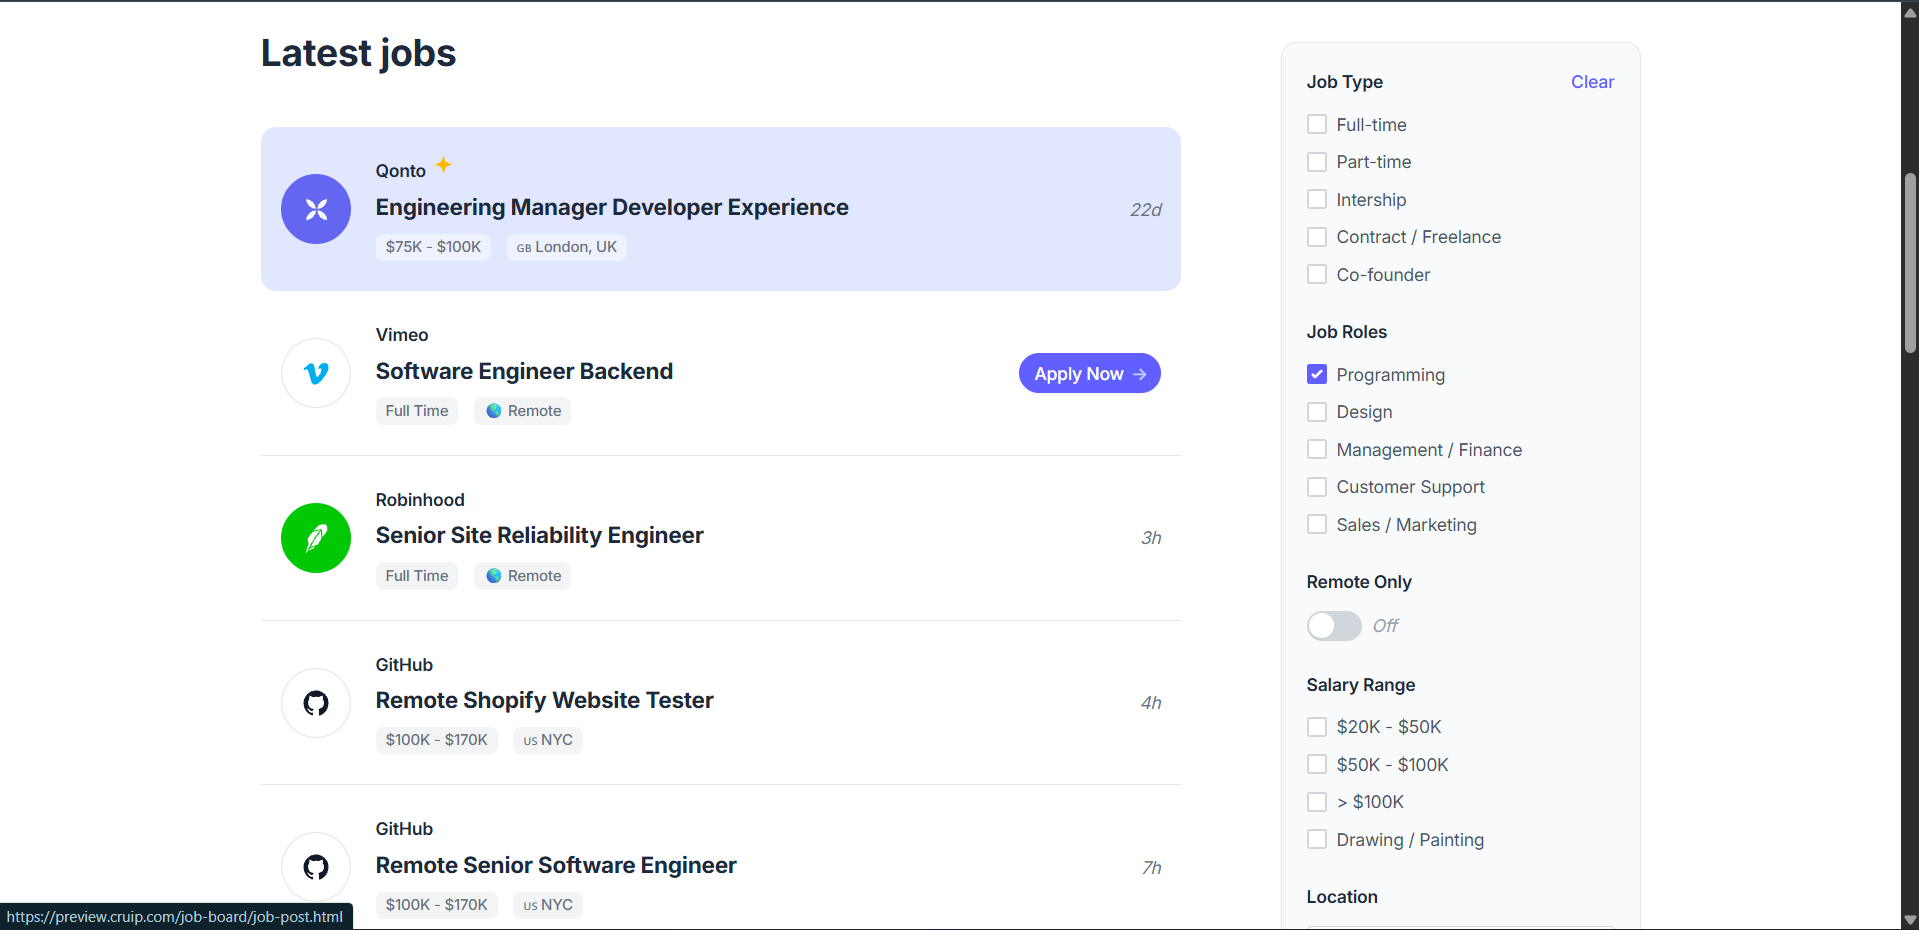 Latest jobs
Qonto
Engineering Manager Developer Experience
22d
$75K - $100K
GB London, UK
Vimeo
Software Engineer Backend
Apply Now →
Full Time
Remote
Robinhood
Senior Site Reliability Engineer
3h
Full Time
Remote
GitHub
Remote Shopify Website Tester
4h
$100K - $170K
US NYC
GitHub
Remote Senior Software Engineer
7h
$100K - $170K
US NYC
Job Type
Clear
Full-time
Part-time
Intership
Contract / Freelance
Co-founder
Job Roles
Programming
Design
Management / Finance
Customer Support
Sales / Marketing
Remote Only
Off
Salary Range
$20K - $50K
$50K - $100K
> $100K
Drawing / Painting
Location
https://preview.cruip.com/job-board/job-post.html